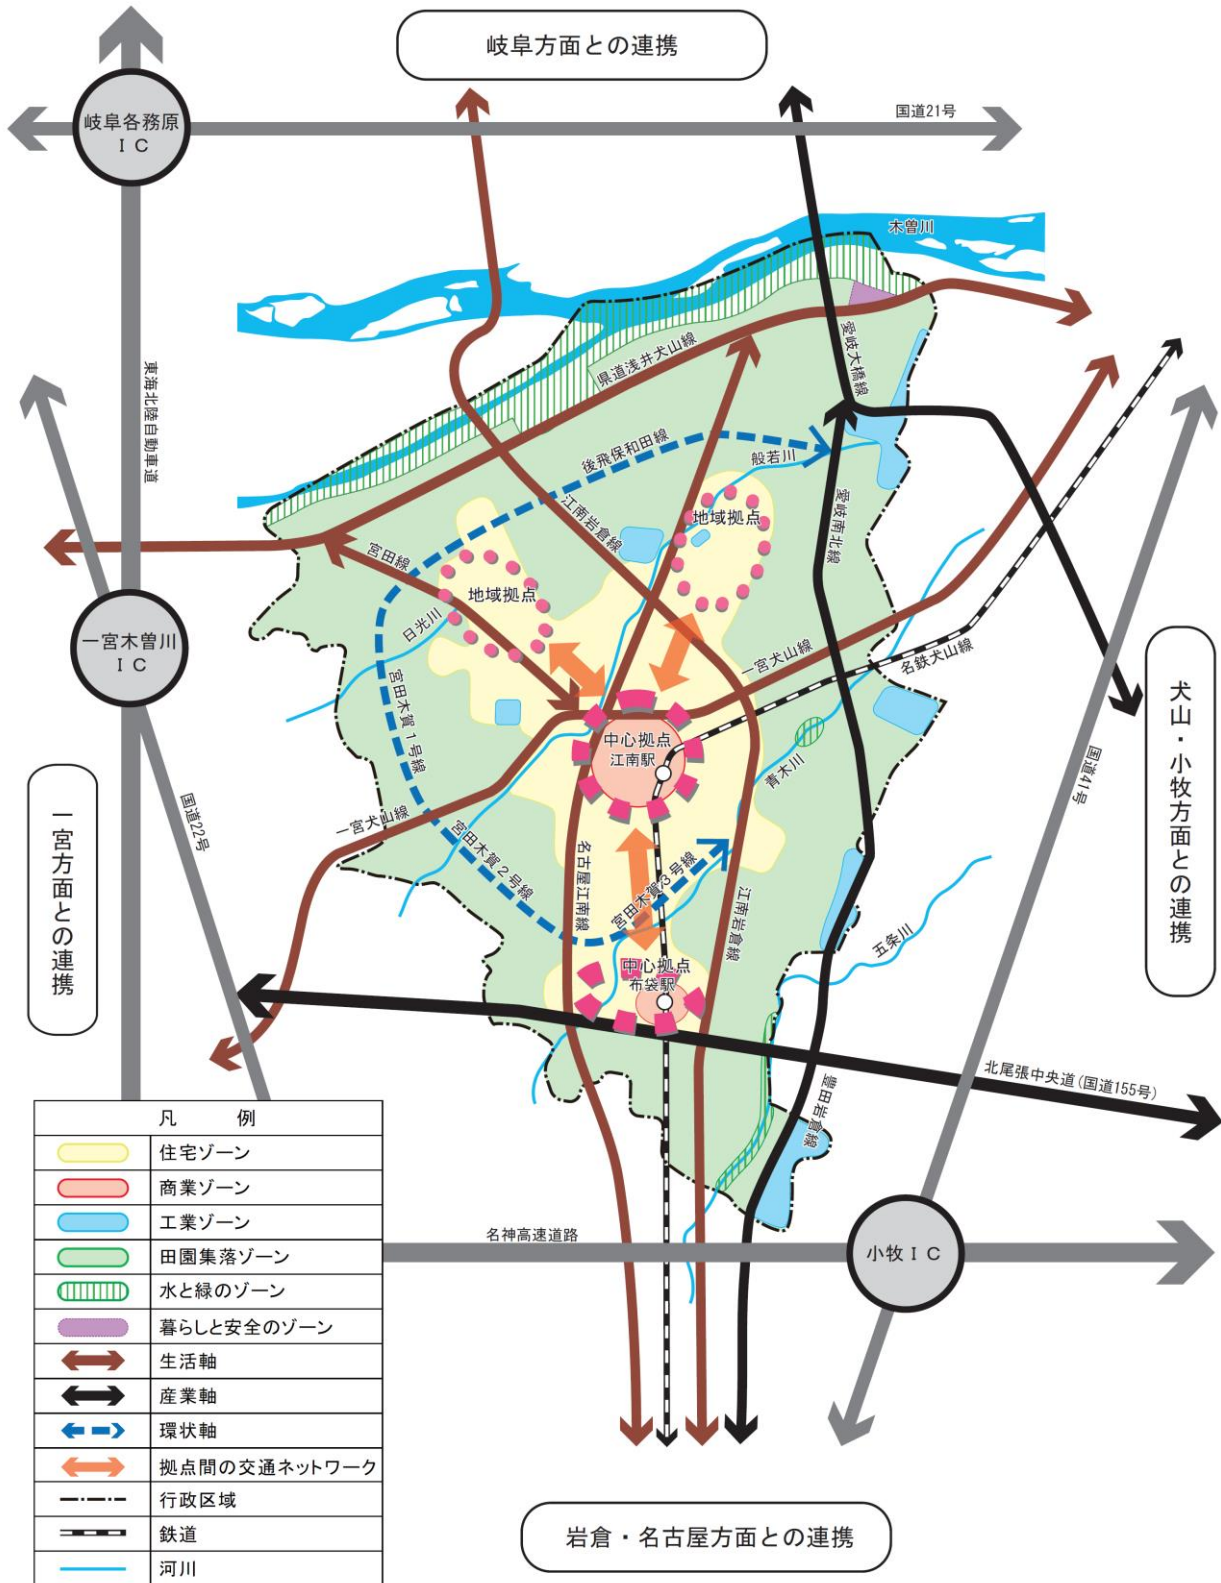 岐阜方面との連携
岐阜各務原
IC
国道21号
木曽川
東海北陸自動車道
県道浅井犬山線
愛岐大橋線
後飛保和田線
般若川
江南岩倉線
地域拠点
愛岐南北線
宮田線
地域拠点
日光川
一宮木曽川
IC
一宮犬山線
名鉄犬山線
宮田木賀1号線
中心拠点
江南駅
青木川
国道41号
犬山・小牧方面との連携
一宮方面との連携
国道22号
一宮犬山線
宮田木賀2号線
名古屋江南線
宮田木賀3号線
江南岩倉線
五条川
中心拠点
布袋駅
北尾張中央道(国道155号)
豊田岩倉線
名神高速道路
小牧IC
凡 例
住宅ゾーン
商業ゾーン
工業ゾーン
田園集落ゾーン
水と緑のゾーン
暮らしと安全のゾーン
生活軸
産業軸
環状軸
拠点間の交通ネットワーク
行政区域
鉄道
河川
岩倉・名古屋方面との連携